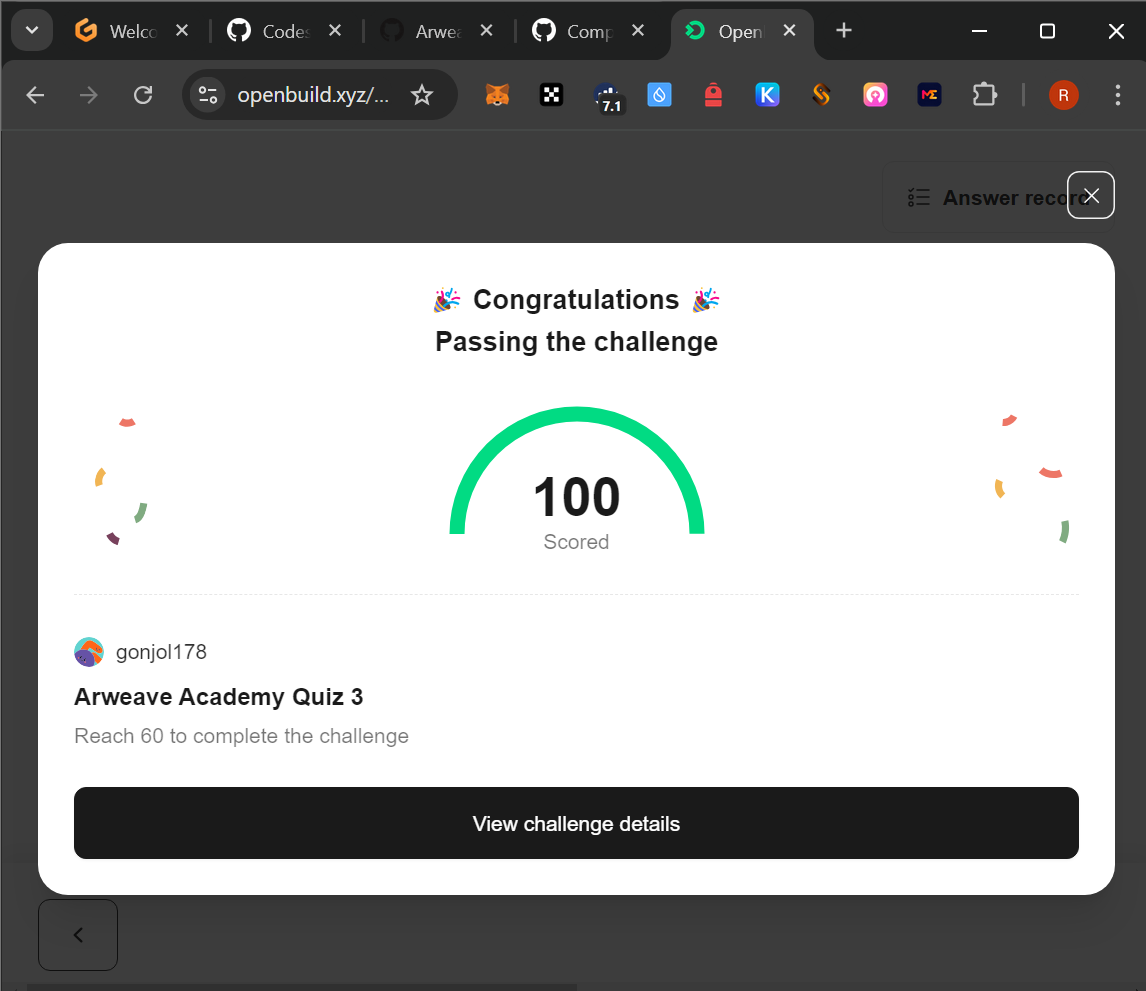 Welco
Codes
Arwea
Comp
Open
openbuild.xyz/...
7.1
K
ME
R
Answer record
🎉 Congratulations 🎉
Passing the challenge
100
Scored
gonjol178
Arweave Academy Quiz 3
Reach 60 to complete the challenge
View challenge details